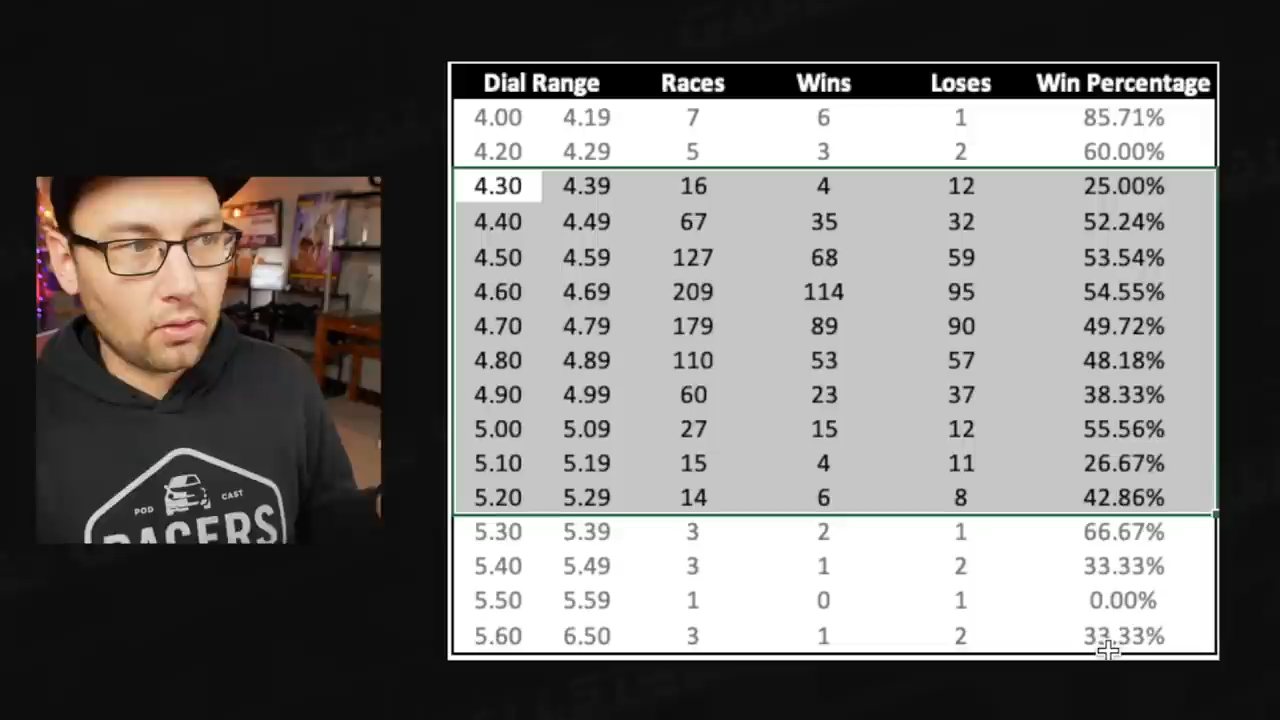 Dial Range Races Wins Loses Win Percentage
4.00 4.19 7 6 1 85.71%
4.20 4.29 5 3 2 60.00%
4.30 4.39 16 4 12 25.00%
4.40 4.49 67 35 32 52.24%
4.50 4.59 127 68 59 53.54%
4.60 4.69 209 114 95 54.55%
4.70 4.79 179 89 90 49.72%
4.80 4.89 110 53 57 48.18%
4.90 4.99 60 23 37 38.33%
5.00 5.09 27 15 12 55.56%
5.10 5.19 15 4 11 26.67%
5.20 5.29 14 6 8 42.86%
5.30 5.39 3 2 1 66.67%
5.40 5.49 3 1 2 33.33%
5.50 5.59 1 0 1 0.00%
5.60 6.50 3 1 2 33.33%
POD CAST
RACERS